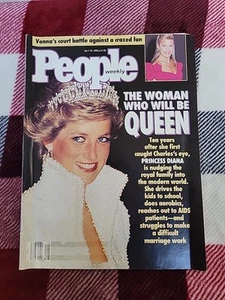 Vanna's court battle against a crazed fan
People
weekly
THE WOMAN
WHO WILL BE
QUEEN
Ten years
after she first
caught Charles's eye,
PRINCESS DIANA
is nudging the
royal family into
the modern world.
She drives the
kids to school,
does aerobics,
reaches out to AIDS
patients—and
struggles to make
a difficult
marriage work